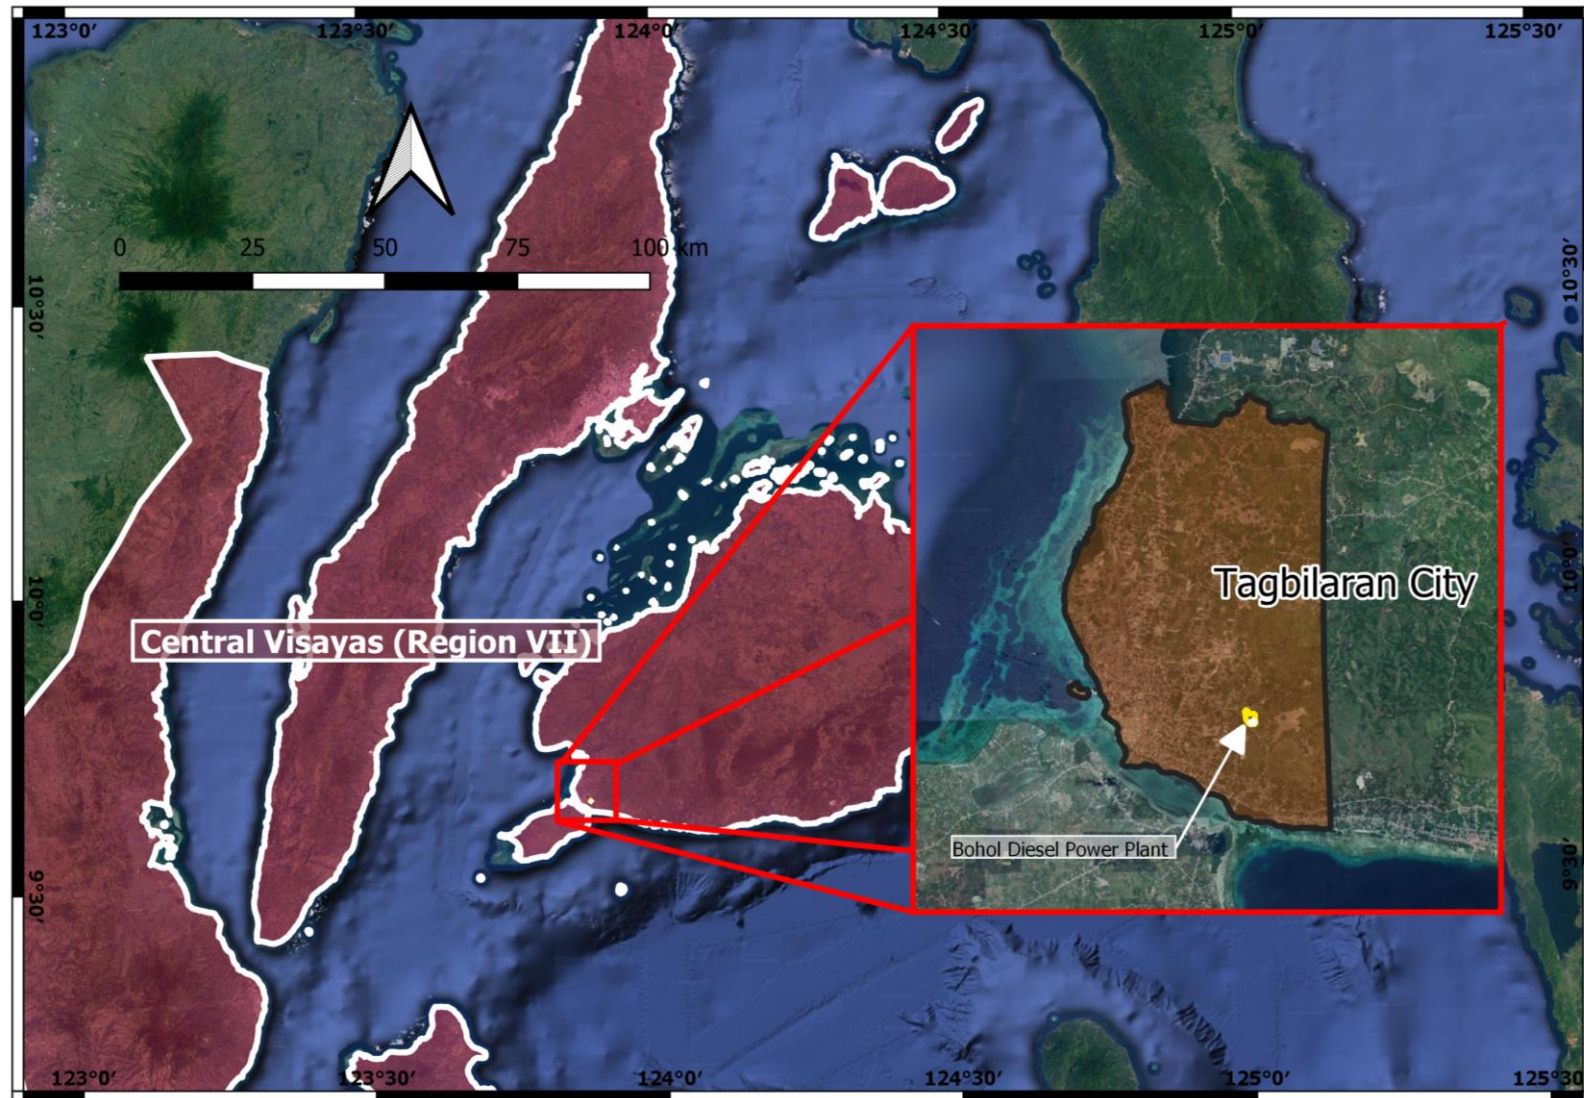 123°0′ 123°30′ 124°0′ 124°30′ 125°0′ 125°30′
0 25 50 75 100 km
10°30′ 10°30′
Tagbilaran City
10°0′ 10°0′
Central Visayas (Region VII)
Bohol Diesel Power Plant
9°30′ 9°30′
123°0′ 123°30′ 124°0′ 124°30′ 125°0′ 125°30′